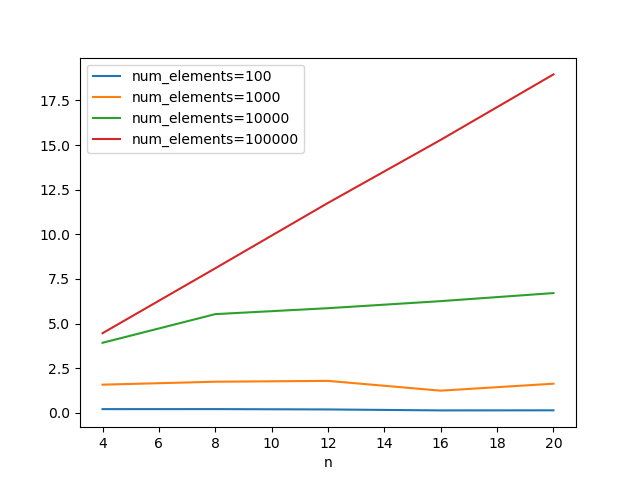 num_elements=100
num_elements=1000
num_elements=10000
num_elements=100000
17.5
15.0
12.5
10.0
7.5
5.0
2.5
0.0
4 6 8 10 12 14 16 18 20
n